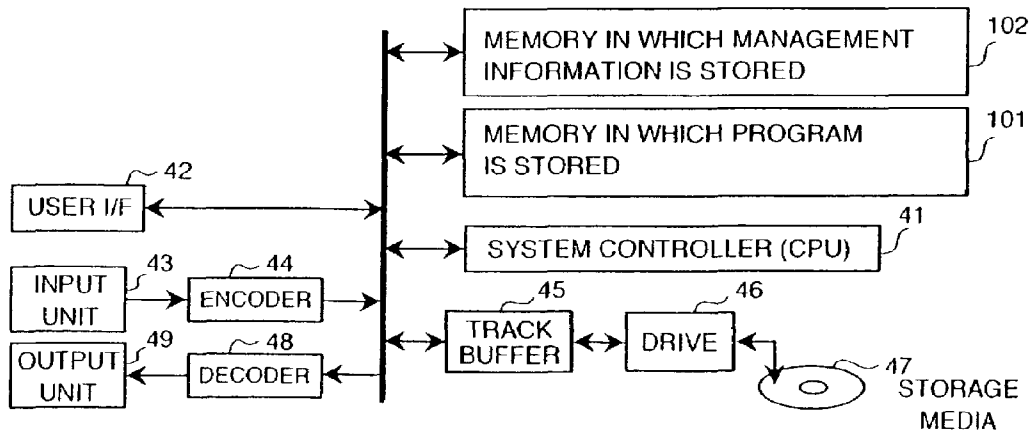 102
MEMORY IN WHICH MANAGEMENT
INFORMATION IS STORED
101
MEMORY IN WHICH PROGRAM
IS STORED
42
USER I/F
41
SYSTEM CONTROLLER (CPU)
43
INPUT
UNIT
44
ENCODER
45
TRACK
BUFFER
46
DRIVE
49
OUTPUT
UNIT
48
DECODER
47
STORAGE
MEDIA